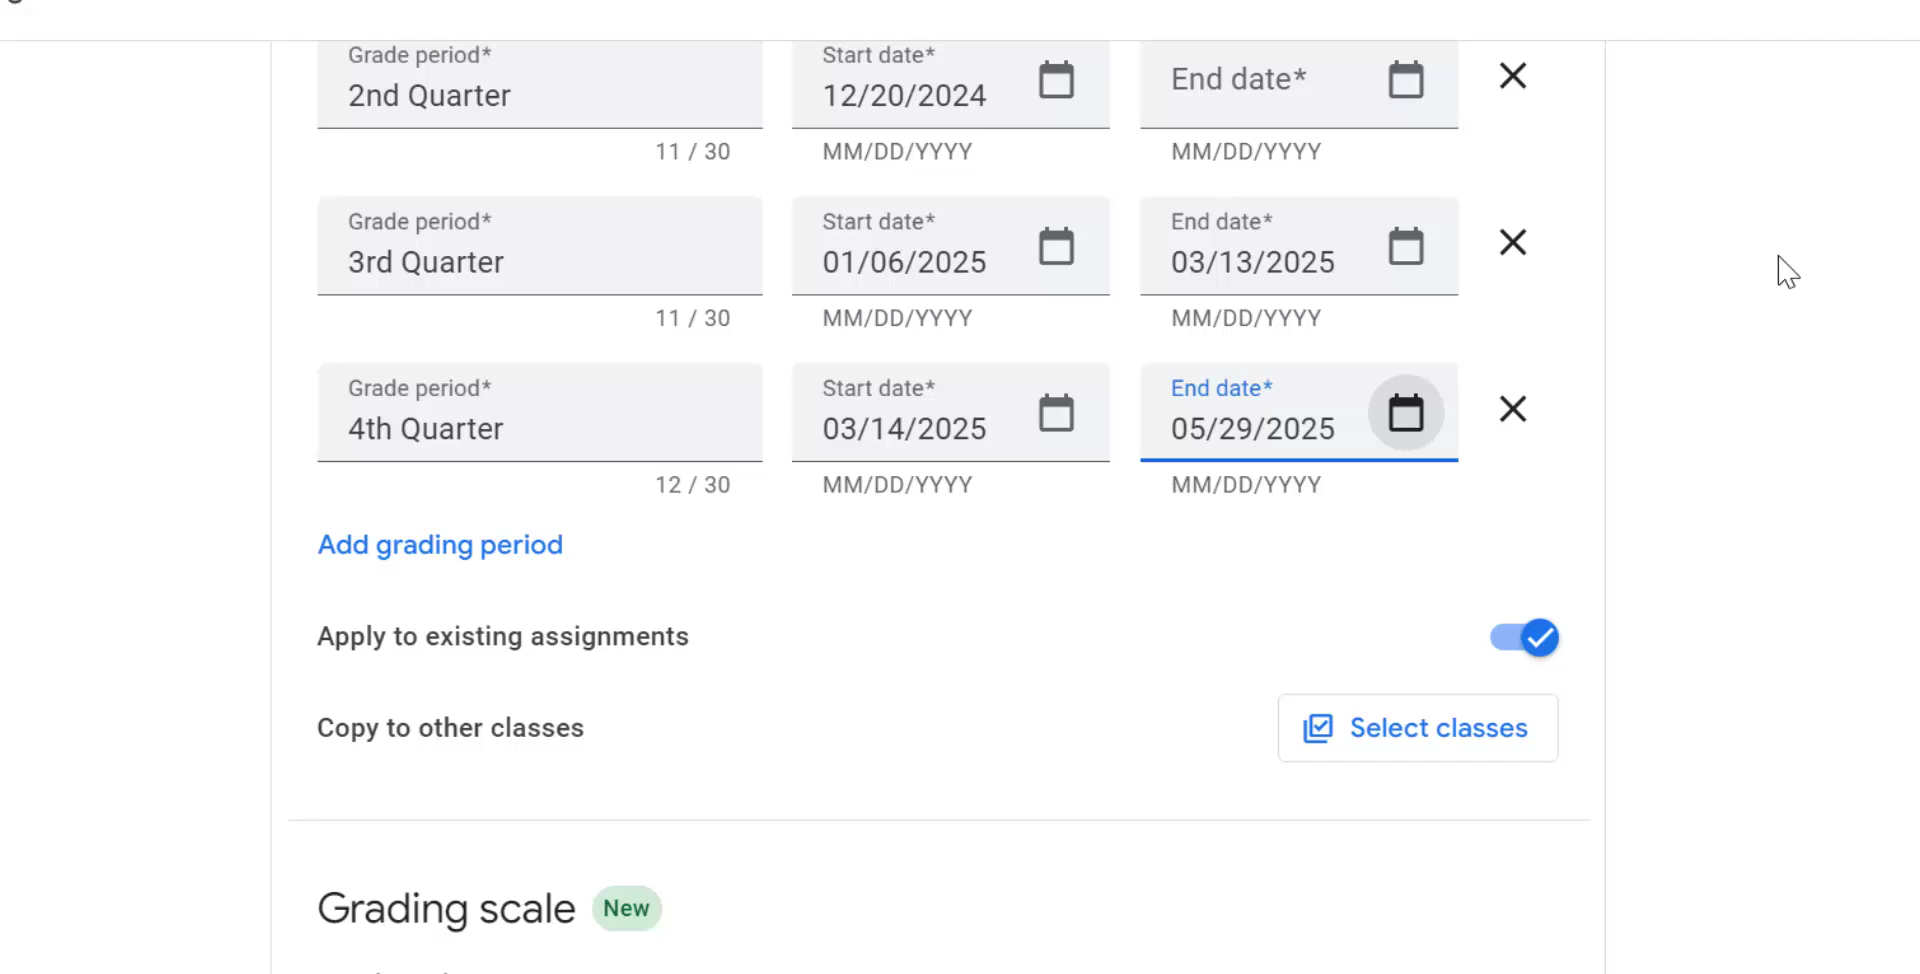 Grade period* Start date*
2nd Quarter 12/20/2024 End date*
11 / 30 MM/DD/YYYY MM/DD/YYYY
Grade period* Start date* End date*
3rd Quarter 01/06/2025 03/13/2025
11 / 30 MM/DD/YYYY MM/DD/YYYY
Grade period* Start date* End date*
4th Quarter 03/14/2025 05/29/2025
12 / 30 MM/DD/YYYY MM/DD/YYYY
Add grading period
Apply to existing assignments
Copy to other classes Select classes
Grading scale New